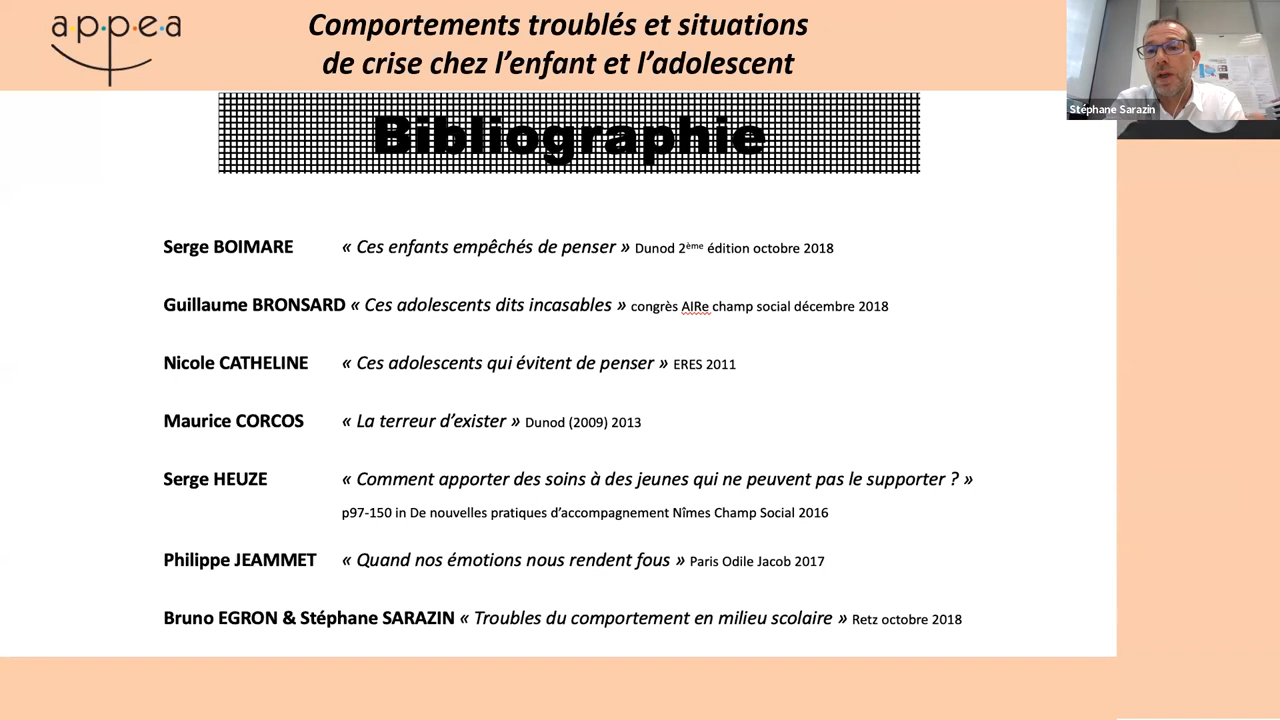 a·p·p·e·a
Comportements troublés et situations
de crise chez l'enfant et l'adolescent
Stéphane Sarazin
Bibliographie
Serge BOIMARE « Ces enfants empêchés de penser » Dunod 2ème édition octobre 2018
Guillaume BRONSARD « Ces adolescents dits incasables » congrès AIRe champ social décembre 2018
Nicole CATHELINE « Ces adolescents qui évitent de penser » ERES 2011
Maurice CORCOS « La terreur d'exister » Dunod (2009) 2013
Serge HEUZE « Comment apporter des soins à des jeunes qui ne peuvent pas le supporter ? »
p97-150 in De nouvelles pratiques d'accompagnement Nîmes Champ Social 2016
Philippe JEAMMET « Quand nos émotions nous rendent fous » Paris Odile Jacob 2017
Bruno EGRON & Stéphane SARAZIN « Troubles du comportement en milieu scolaire » Retz octobre 2018